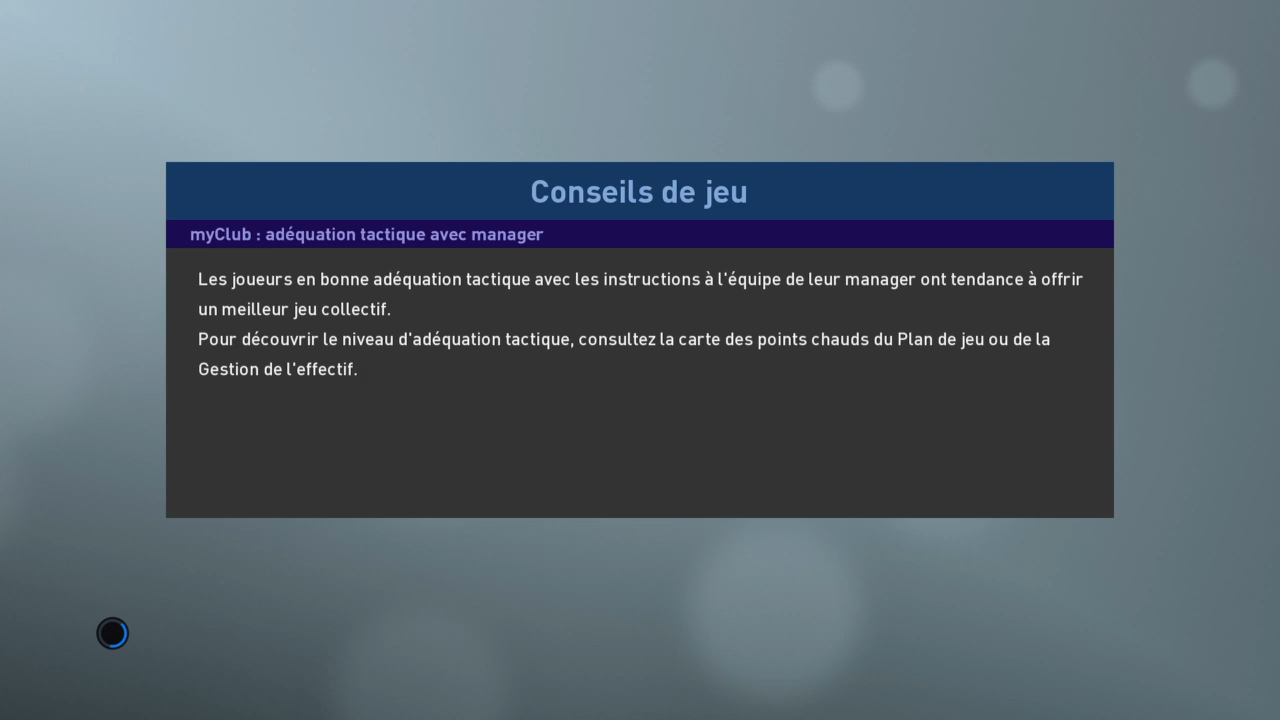 Conseils de jeu
myClub : adéquation tactique avec manager
Les joueurs en bonne adéquation tactique avec les instructions à l'équipe de leur manager ont tendance à offrir
un meilleur jeu collectif.
Pour découvrir le niveau d'adéquation tactique, consultez la carte des points chauds du Plan de jeu ou de la
Gestion de l'effectif.